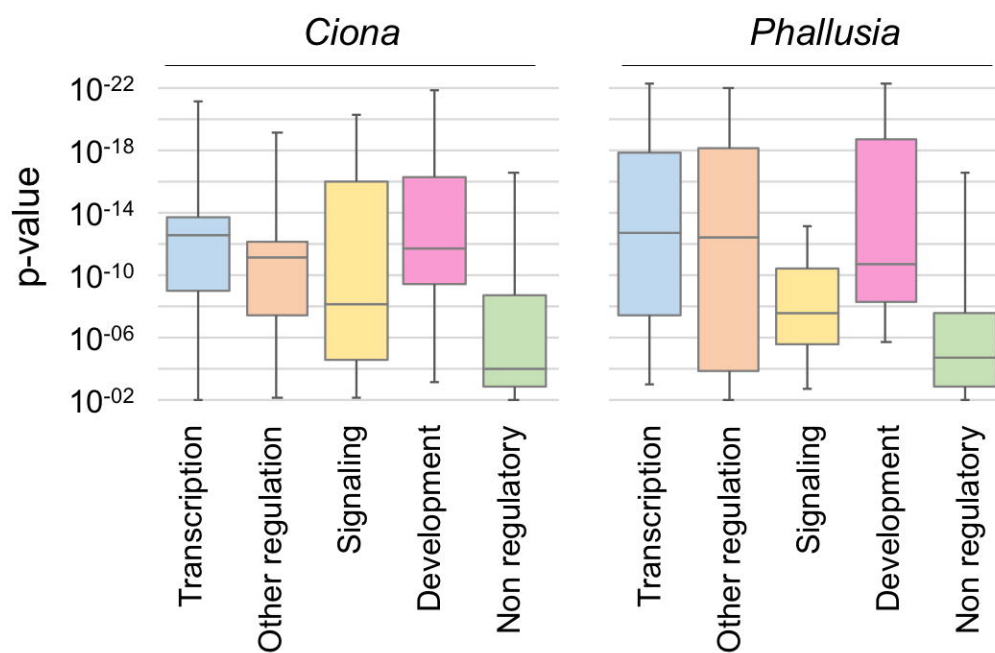 Ciona
Phallusia
p-value
10-22
10-18
10-14
10-10
10-06
10-02
Transcription
Other regulation
Signaling
Development
Non regulatory
Transcription
Other regulation
Signaling
Development
Non regulatory